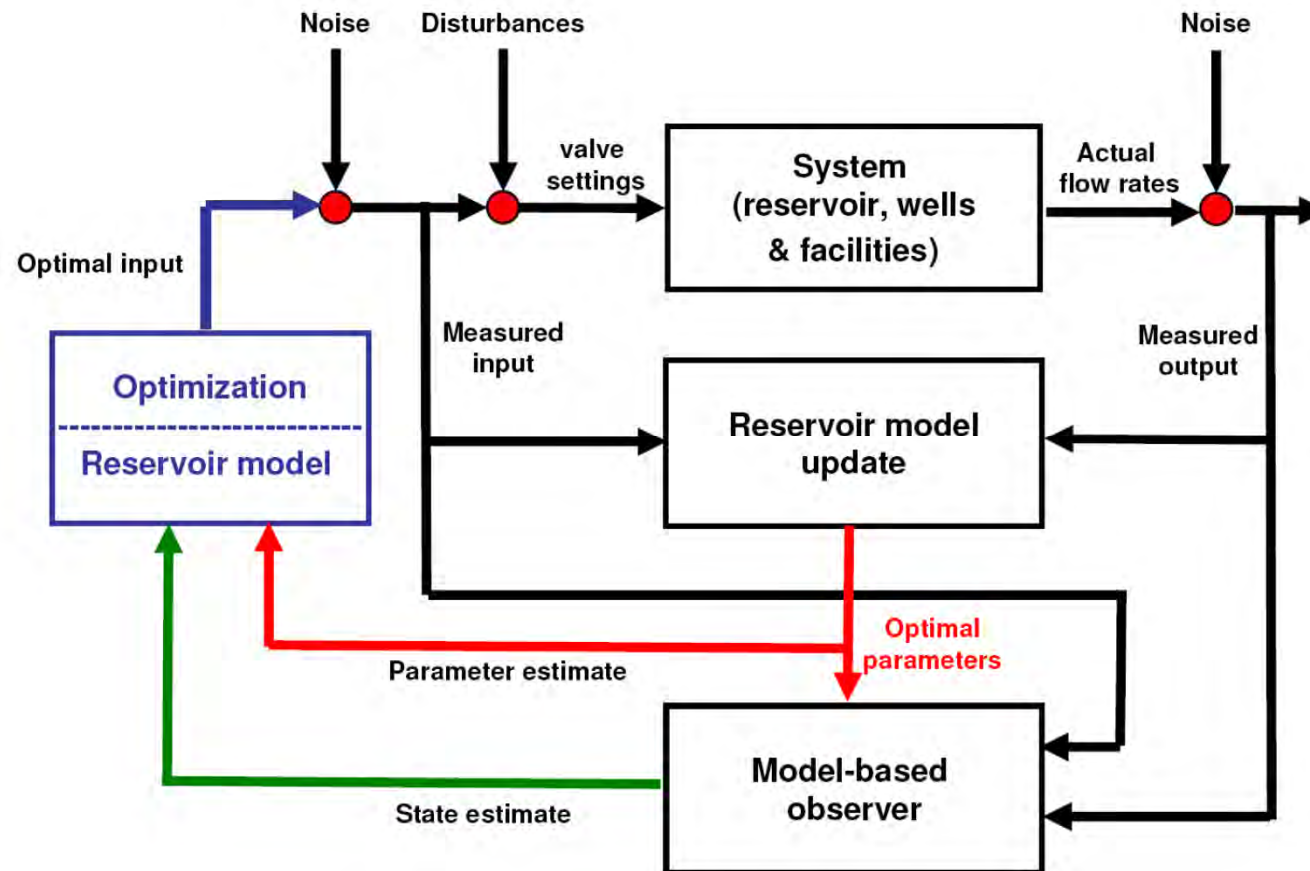 Noise
Disturbances
Noise
valve
settings
System
(reservoir, wells
& facilities)
Actual
flow rates
Optimal input
Measured
input
Measured
output
Optimization
Reservoir model
Reservoir model
update
Optimal
parameters
Parameter estimate
Model-based
observer
State estimate